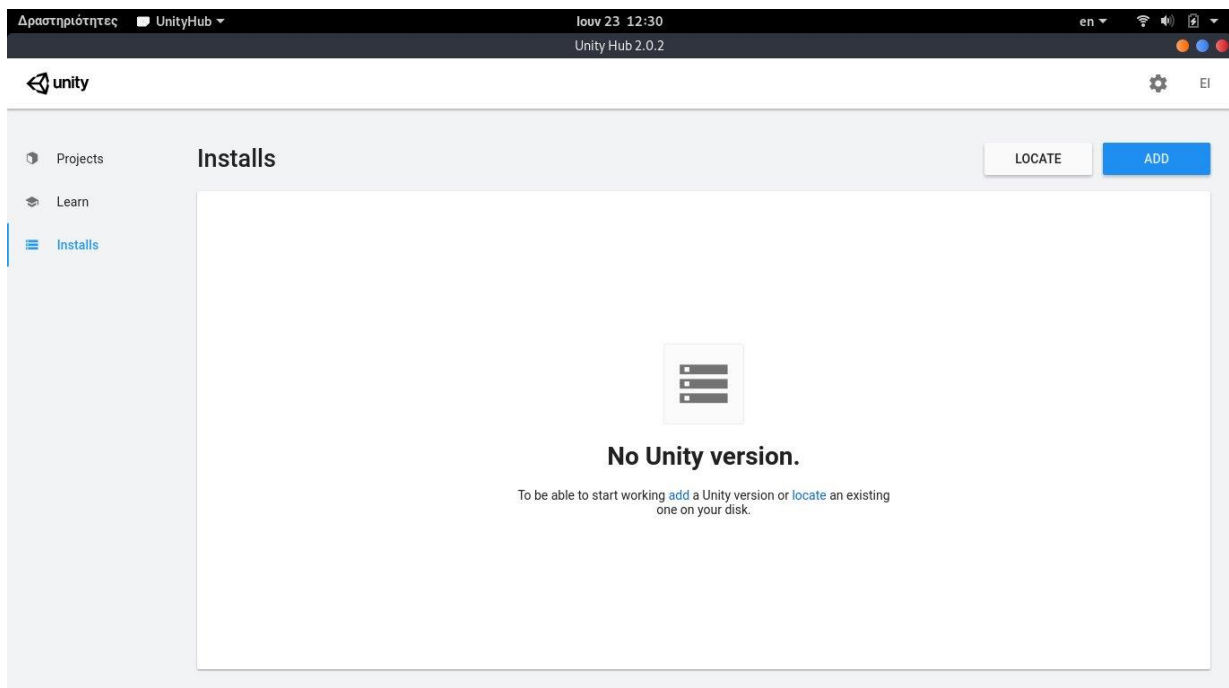 Δραστηριότητες UnityHub Ιουν 23 12:30 en
Unity Hub 2.0.2
unity EI
Projects
Learn
Installs
Installs LOCATE ADD
No Unity version.
To be able to start working add a Unity version or locate an existing
one on your disk.